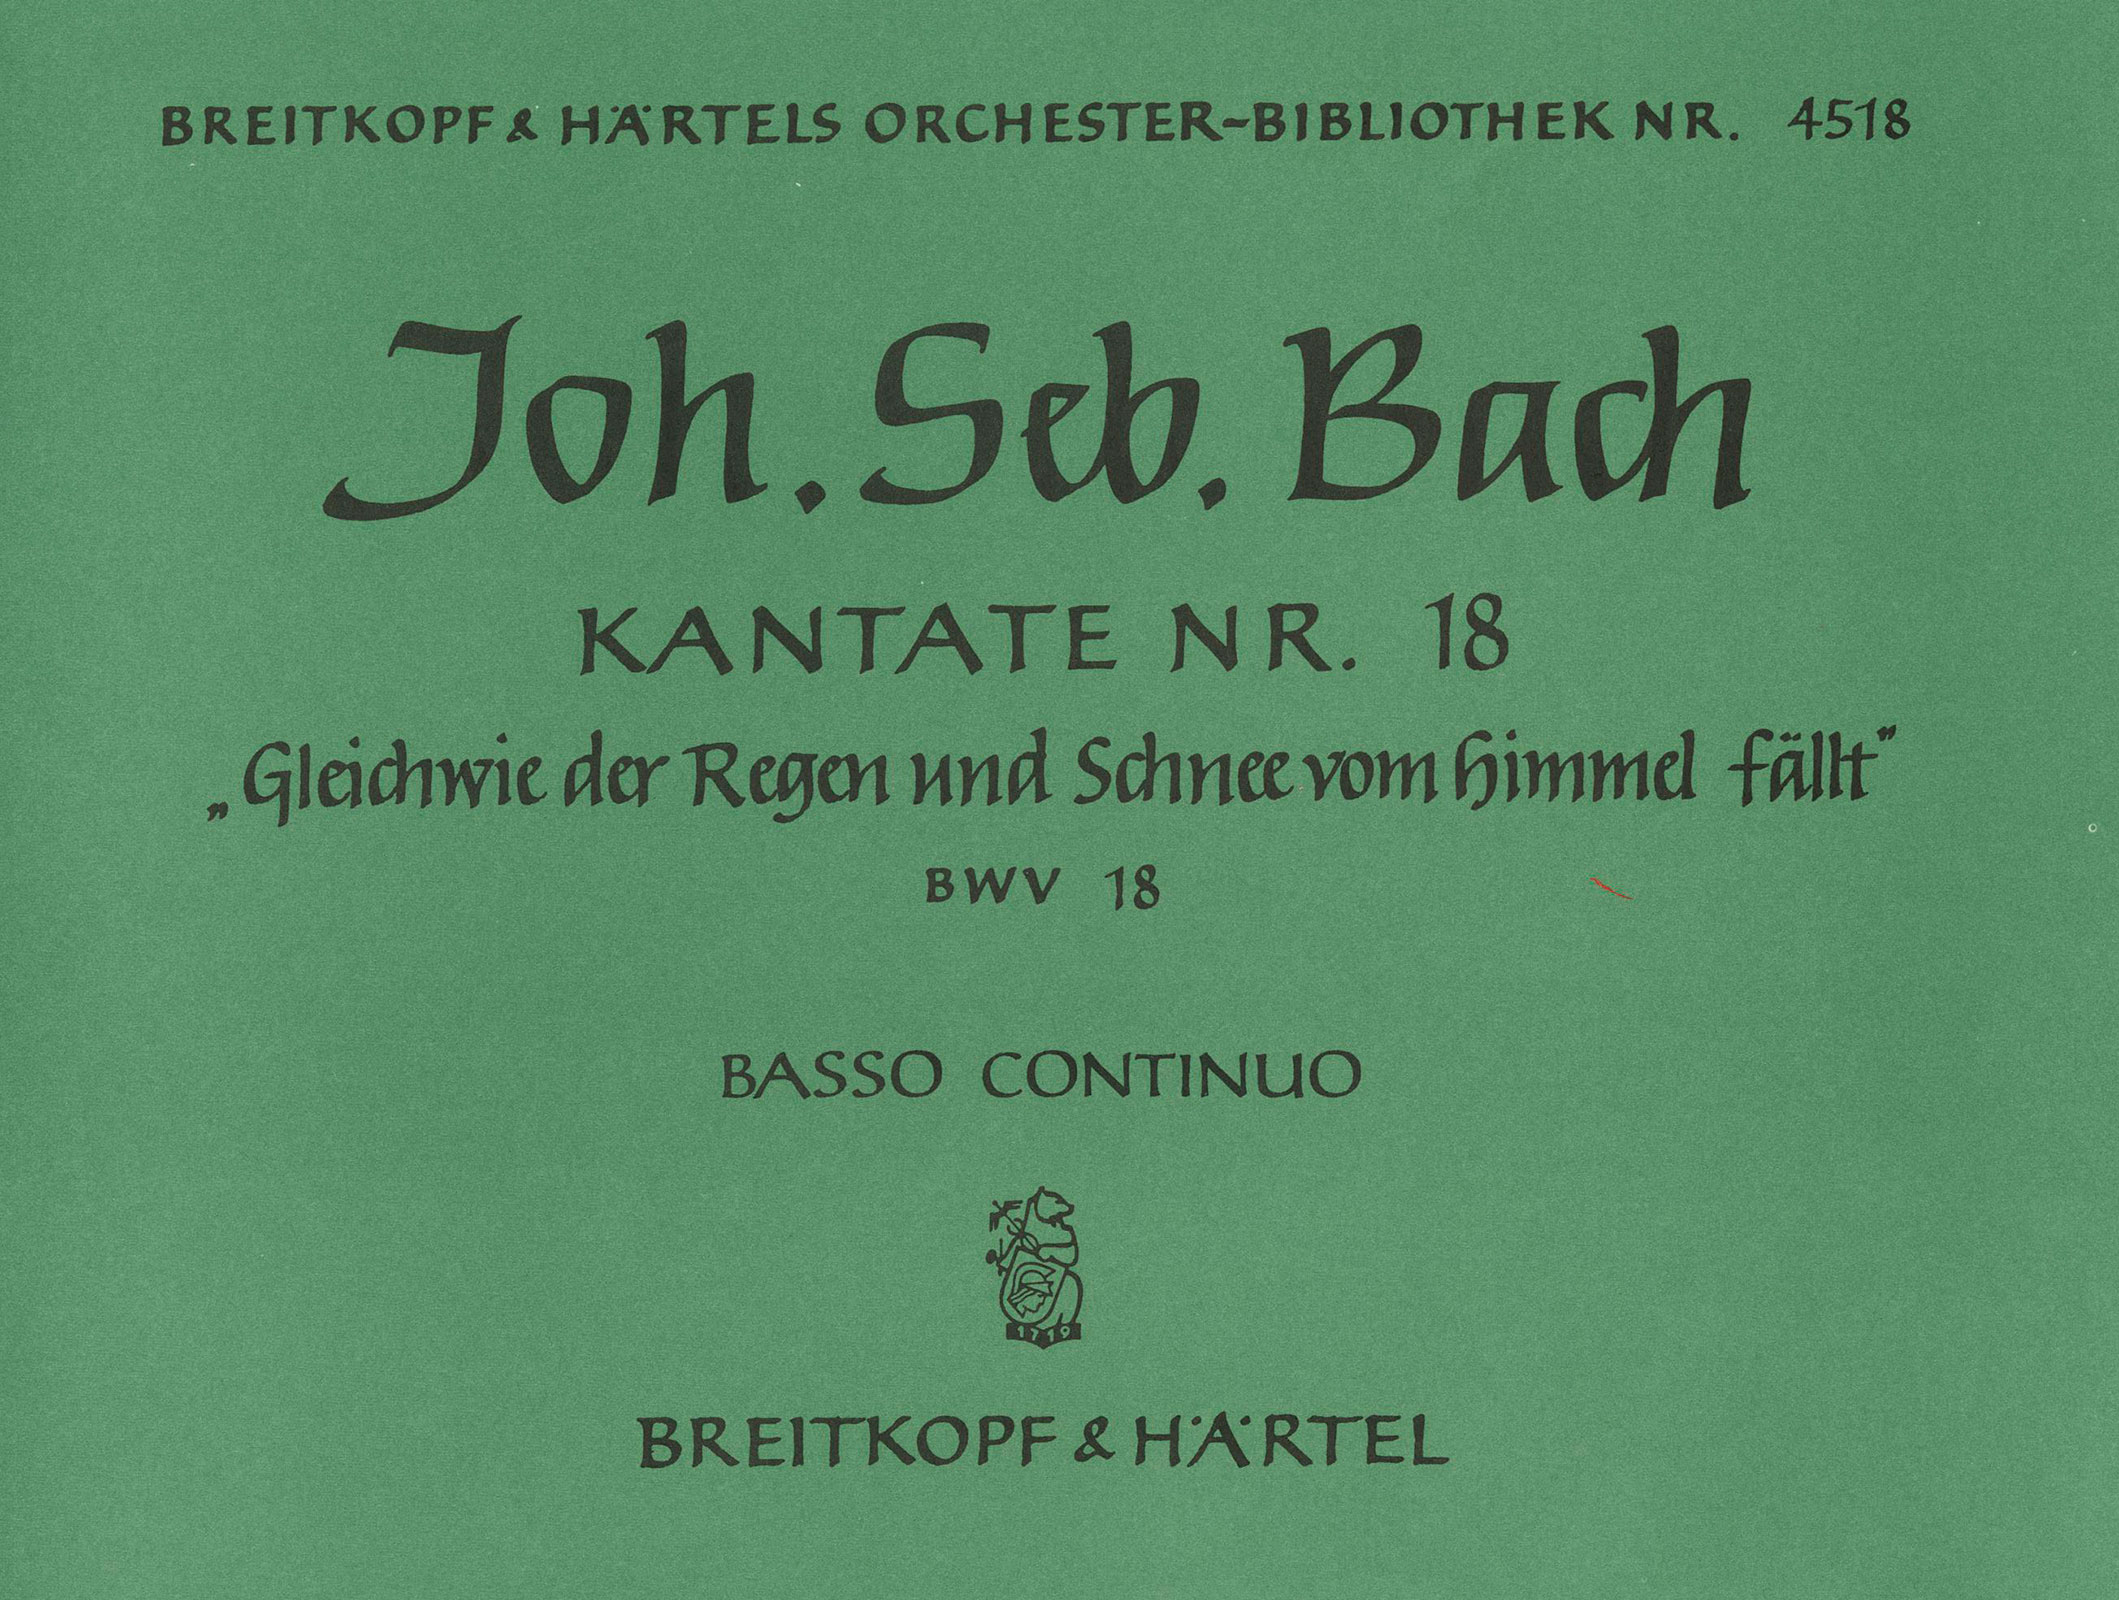 BREITKOPF & HÄRTELS ORCHESTER-BIBLIOTHEK NR. 4518
Joh. Seb. Bach
KANTATE NR. 18
„Gleichwie der Regen und Schnee vom Himmel fällt”
BWV 18
BASSO CONTINUO
1719
BREITKOPF & HÄRTEL